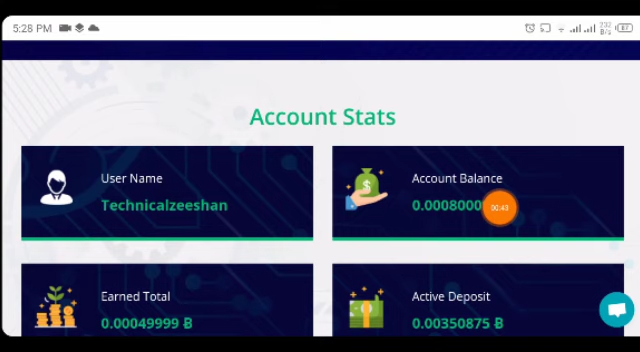 5:28 PM
Account Stats
User Name
Technicalzeeshan
Account Balance
0.0008000
00:43
Earned Total
0.00049999 Ƀ
Active Deposit
0.00350875 Ƀ